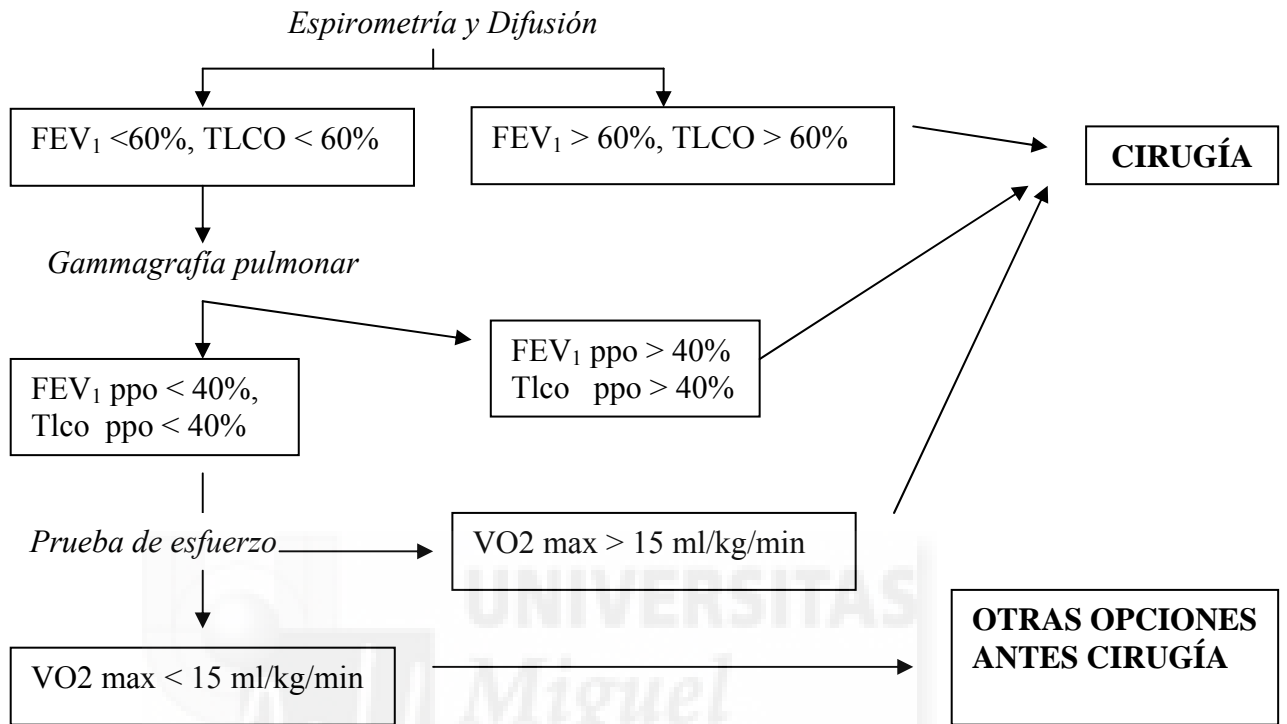 Espirometría y Difusión
FEV₁ <60%, TLCO < 60%
FEV₁ > 60%, TLCO > 60%
CIRUGÍA
Gammagrafía pulmonar
FEV₁ ppo > 40%
Tlco ppo > 40%
FEV₁ ppo < 40%,
Tlco ppo < 40%
Prueba de esfuerzo
VO2 max > 15 ml/kg/min
UNIVERSITAS
Miguel
OTRAS OPCIONES
ANTES CIRUGÍA
VO2 max < 15 ml/kg/min